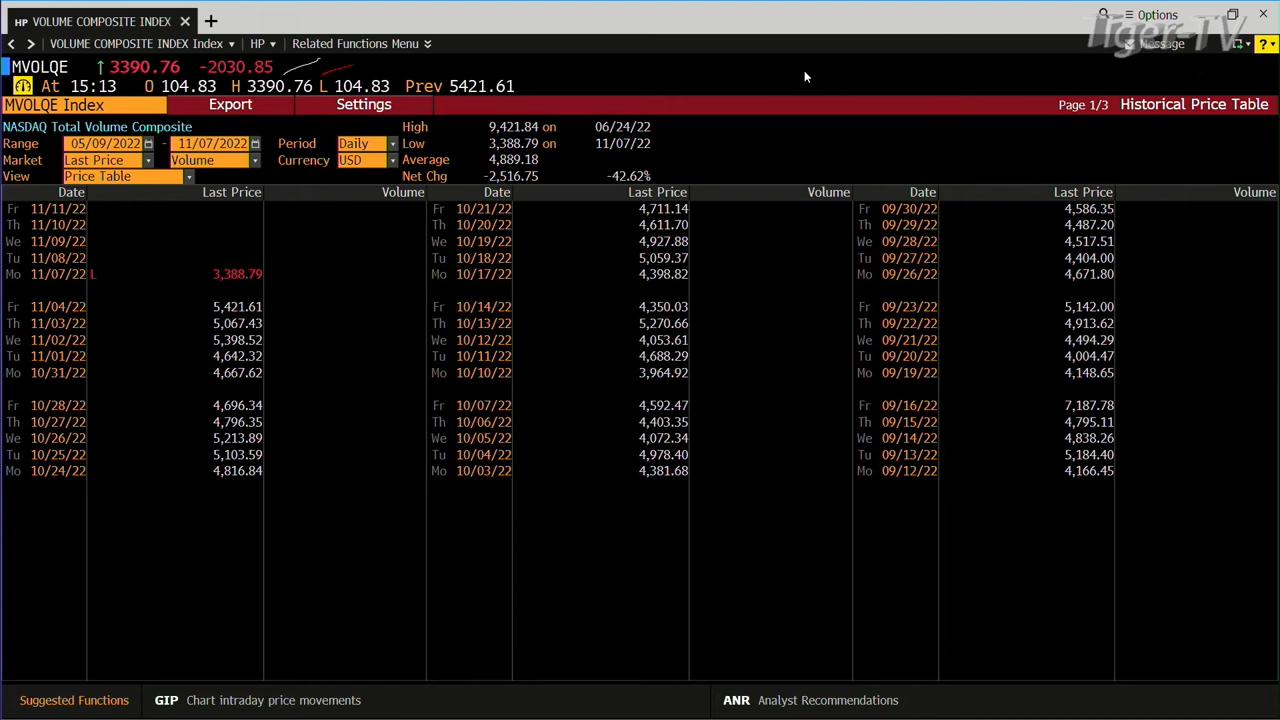 HP VOLUME COMPOSITE INDEX × +
Options
VOLUME COMPOSITE INDEX Index HP Related Functions Menu Message ?
Tiger-TV
MVOLQE ↑ 3390.76 -2030.85
At 15:13 O 104.83 H 3390.76 L 104.83 Prev 5421.61
MVOLQE Index Export Settings Page 1/3 Historical Price Table
NASDAQ Total Volume Composite High 9,421.84 on 06/24/22
Range 05/09/2022 - 11/07/2022 Period Daily Low 3,388.79 on 11/07/22
Market Last Price Volume Currency USD Average 4,889.18
View Price Table Net Chg -2,516.75 -42.62%
Date Last Price Volume Date Last Price Volume Date Last Price Volume
Fr 11/11/22 Fr 10/21/22 4,711.14 Fr 09/30/22 4,586.35
Th 11/10/22 Th 10/20/22 4,611.70 Th 09/29/22 4,487.20
We 11/09/22 We 10/19/22 4,927.88 We 09/28/22 4,517.51
Tu 11/08/22 Tu 10/18/22 5,059.37 Tu 09/27/22 4,404.00
Mo 11/07/22 L 3,388.79 Mo 10/17/22 4,398.82 Mo 09/26/22 4,671.80
Fr 11/04/22 5,421.61 Fr 10/14/22 4,350.03 Fr 09/23/22 5,142.00
Th 11/03/22 5,067.43 Th 10/13/22 5,270.66 Th 09/22/22 4,913.62
We 11/02/22 5,398.52 We 10/12/22 4,053.61 We 09/21/22 4,494.29
Tu 11/01/22 4,642.32 Tu 10/11/22 4,688.29 Tu 09/20/22 4,004.47
Mo 10/31/22 4,667.62 Mo 10/10/22 3,964.92 Mo 09/19/22 4,148.65
Fr 10/28/22 4,696.34 Fr 10/07/22 4,592.47 Fr 09/16/22 7,187.78
Th 10/27/22 4,796.35 Th 10/06/22 4,403.35 Th 09/15/22 4,795.11
We 10/26/22 5,213.89 We 10/05/22 4,072.34 We 09/14/22 4,838.26
Tu 10/25/22 5,103.59 Tu 10/04/22 4,978.40 Tu 09/13/22 5,184.40
Mo 10/24/22 4,816.84 Mo 10/03/22 4,381.68 Mo 09/12/22 4,166.45
Suggested Functions GIP Chart intraday price movements ANR Analyst Recommendations